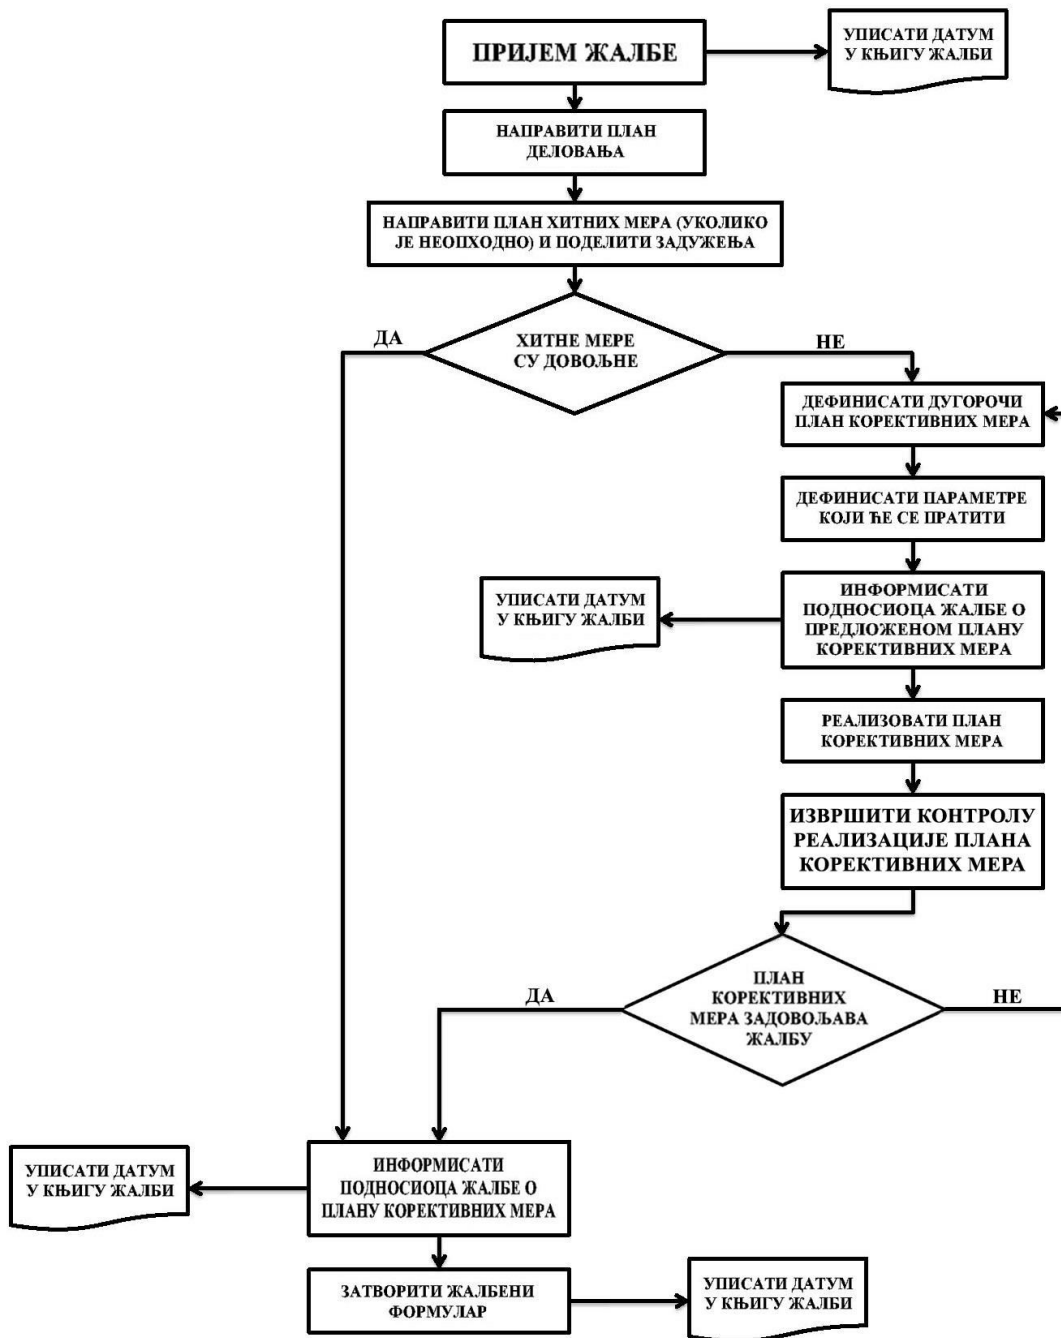 ПРИЈЕМ ЖАЛБЕ
УПИСАТИ ДАТУМ
У КЊИГУ ЖАЛБИ
НАПРАВИТИ ПЛАН
ДЕЛОВАЊА
НАПРАВИТИ ПЛАН ХИТНИХ МЕРА (УКОЛИКО
ЈЕ НЕОПХОДНО) И ПОДЕЛИТИ ЗАДУЖЕЊА
ДА
ХИТНЕ МЕРЕ
СУ ДОВОЉНЕ
НЕ
ДЕФИНИСАТИ ДУГОРОЧИ
ПЛАН КОРЕКТИВНИХ МЕРА
ДЕФИНИСАТИ ПАРАМЕТРЕ
КОЈИ ЋЕ СЕ ПРАТИТИ
ИНФОРМИСАТИ
ПОДНОСИОЦА ЖАЛБЕ О
ПРЕДЛОЖЕНОМ ПЛАНУ
КОРЕКТИВНИХ МЕРА
УПИСАТИ ДАТУМ
У КЊИГУ ЖАЛБИ
РЕАЛИЗОВАТИ ПЛАН
КОРЕКТИВНИХ МЕРА
ИЗВРШИТИ КОНТРОЛУ
РЕАЛИЗАЦИЈЕ ПЛАНА
КОРЕКТИВНИХ МЕРА
ДА
ПЛАН
КОРЕКТИВНИХ
МЕРА ЗАДОВОЉАВА
ЖАЛБУ
НЕ
УПИСАТИ ДАТУМ
У КЊИГУ ЖАЛБИ
ИНФОРМИСАТИ
ПОДНОСИОЦА ЖАЛБЕ О
ПЛАНУ КОРЕКТИВНИХ МЕРА
ЗАТВОРИТИ ЖАЛБЕНИ
ФОРМУЛАР
УПИСАТИ ДАТУМ
У КЊИГУ ЖАЛБИ